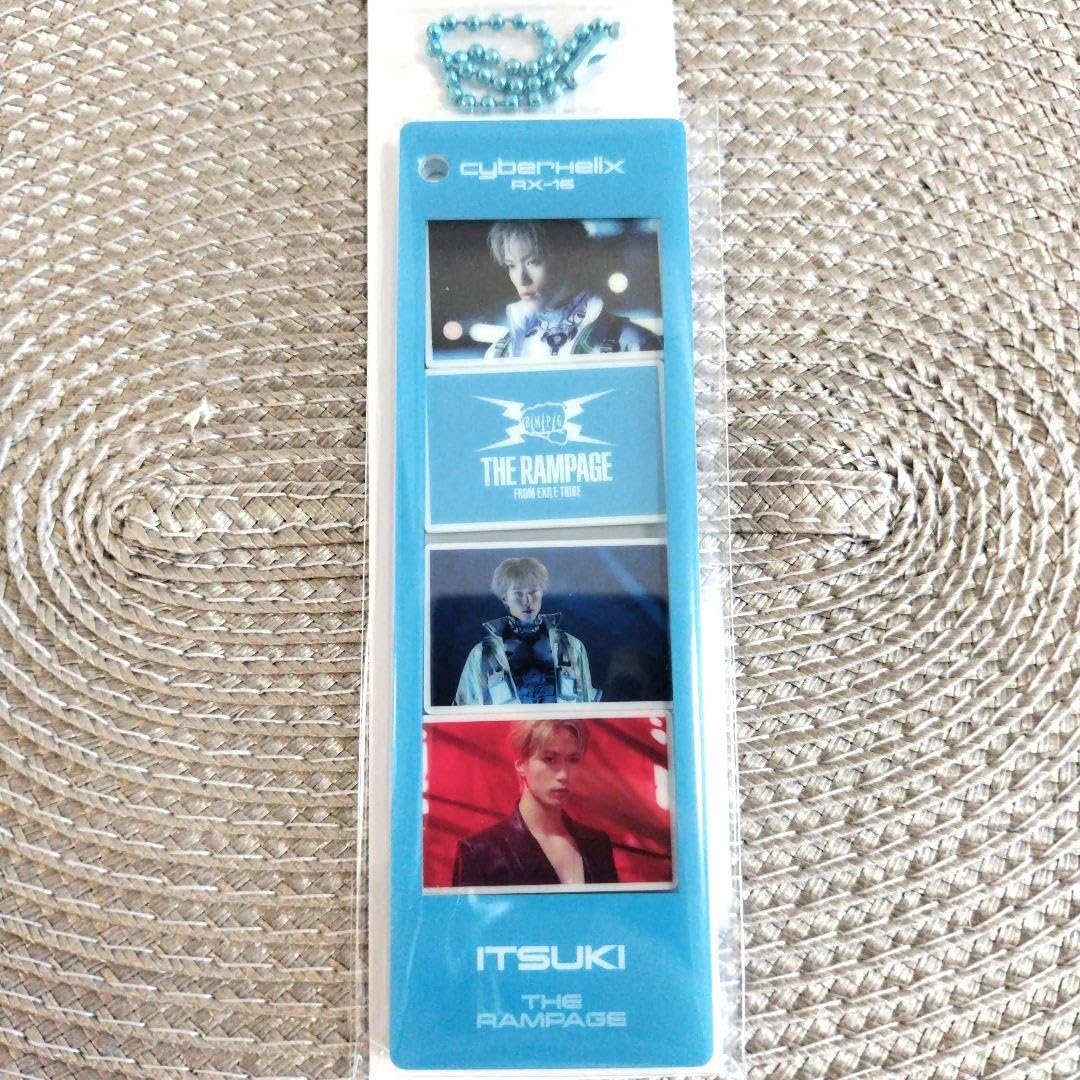 cyberhelix
RX-16
R M P G
THE RAMPAGE
FROM EXILE TRIBE
ITSUKI
THE
RAMPAGE